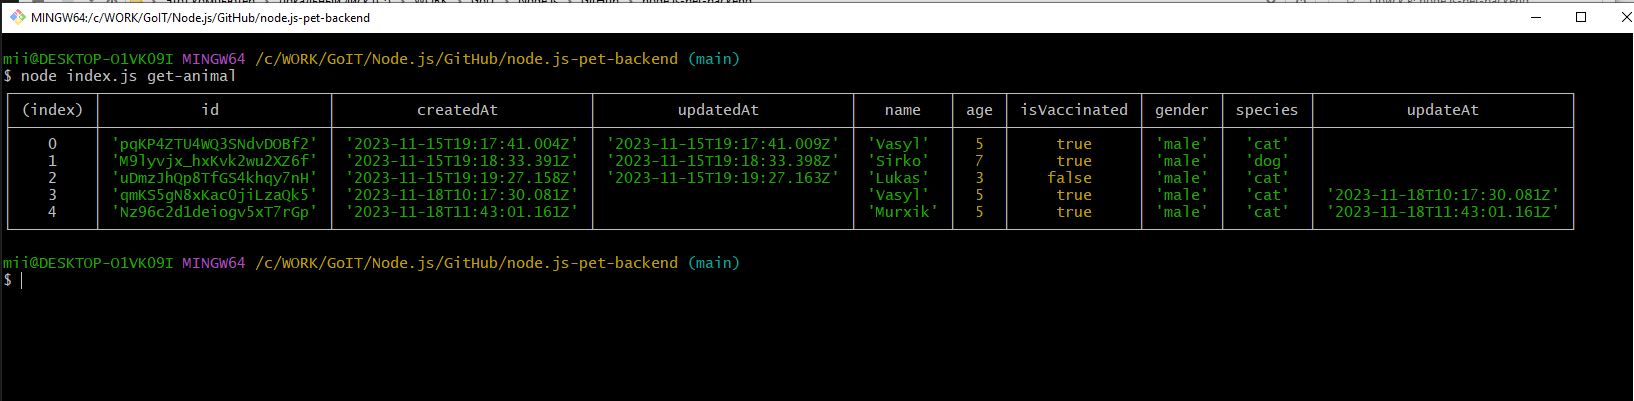 MINGW64:/c/WORK/GoIT/Node.js/GitHub/node.js-pet-backend
mii@DESKTOP-O1VKO9I MINGW64 /c/WORK/GoIT/Node.js/GitHub/node.js-pet-backend (main)
$ node index.js get-animal
(index) id createdAt updatedAt name age isVaccinated gender species updateAt
0 'pqKP4ZTU4WQ3SNdvDOBf2' '2023-11-15T19:17:41.004Z' '2023-11-15T19:17:41.009Z' 'Vasyl' 5 true 'male' 'cat'
1 'M9lyvjx_hxKvk2wu2XZ6f' '2023-11-15T19:18:33.391Z' '2023-11-15T19:18:33.398Z' 'Sirko' 7 true 'male' 'dog'
2 'uDmzJhQp8TfGS4khqy7nH' '2023-11-15T19:19:27.158Z' '2023-11-15T19:19:27.163Z' 'Lukas' 3 false 'male' 'cat'
3 'qmKS5gN8xKacOjiLzaQk5' '2023-11-18T10:17:30.081Z' 'Vasyl' 5 true 'male' 'cat' '2023-11-18T10:17:30.081Z'
4 'Nz96c2d1deiogv5xT7rGp' '2023-11-18T11:43:01.161Z' 'Murxik' 5 true 'male' 'cat' '2023-11-18T11:43:01.161Z'
mii@DESKTOP-O1VKO9I MINGW64 /c/WORK/GoIT/Node.js/GitHub/node.js-pet-backend (main)
$